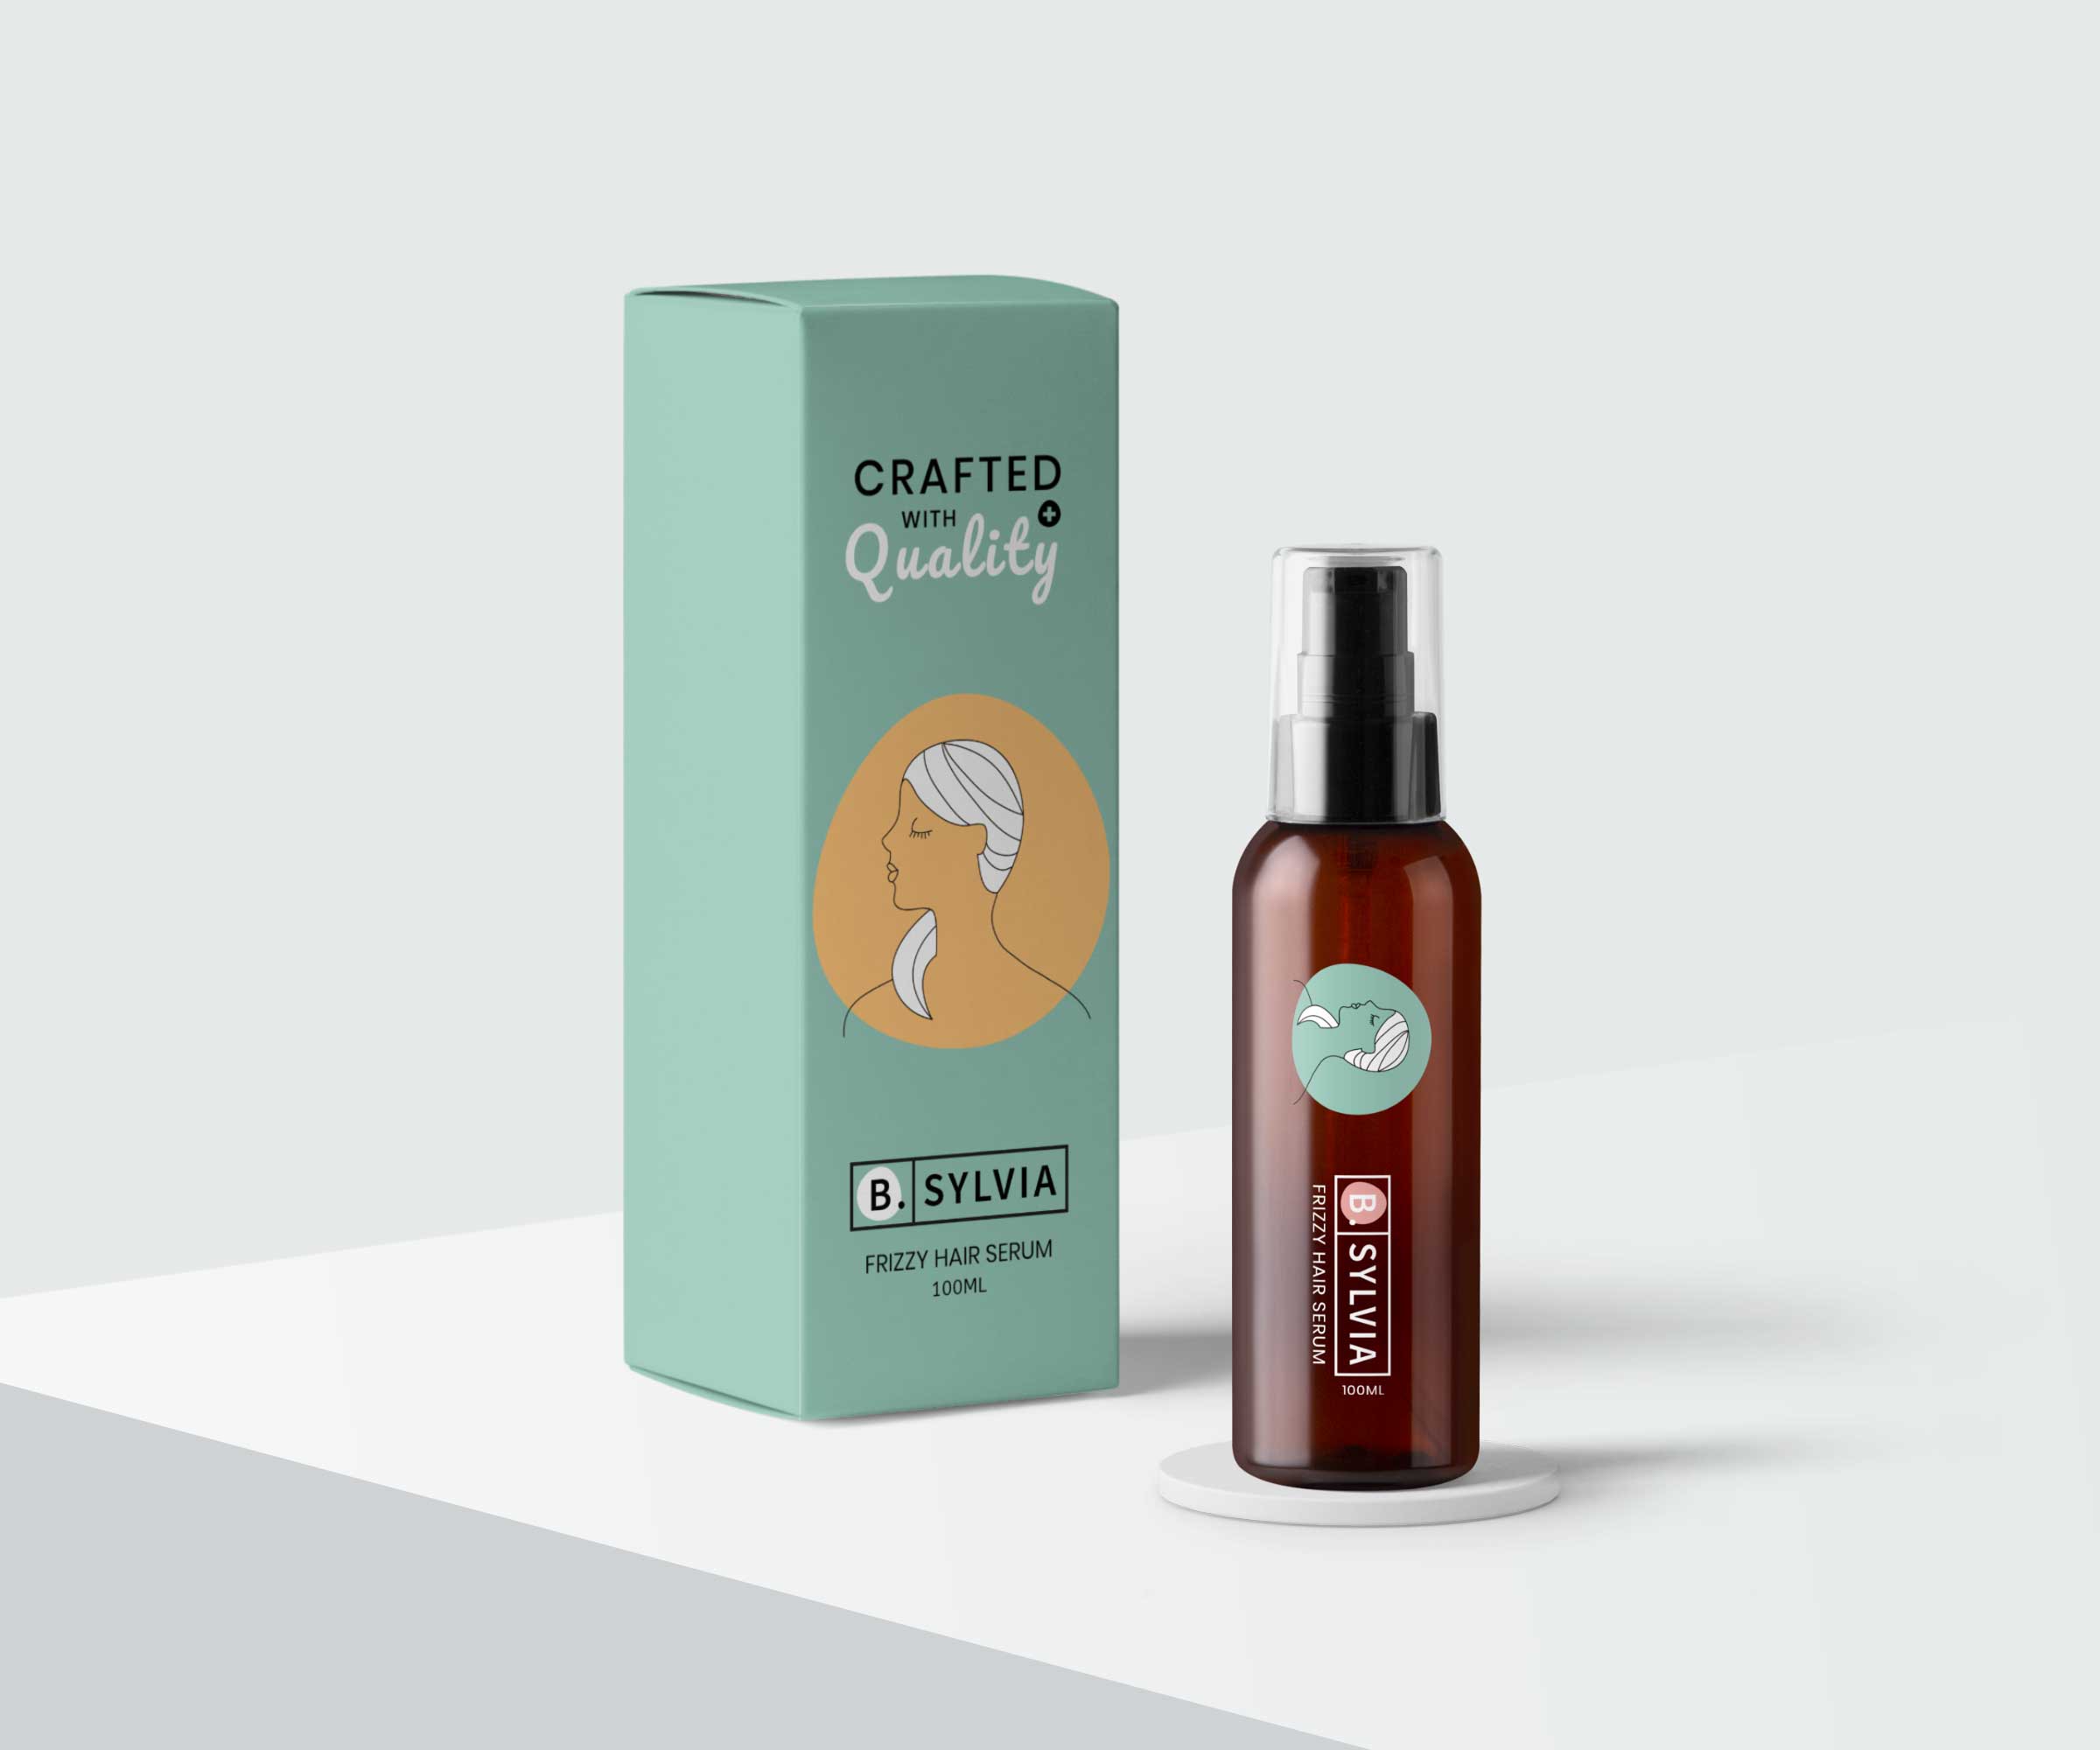 CRAFTED
WITH
Quality
B. SYLVIA
FRIZZY HAIR SERUM
100ML
B. SYLVIA
FRIZZY HAIR SERUM
100ML